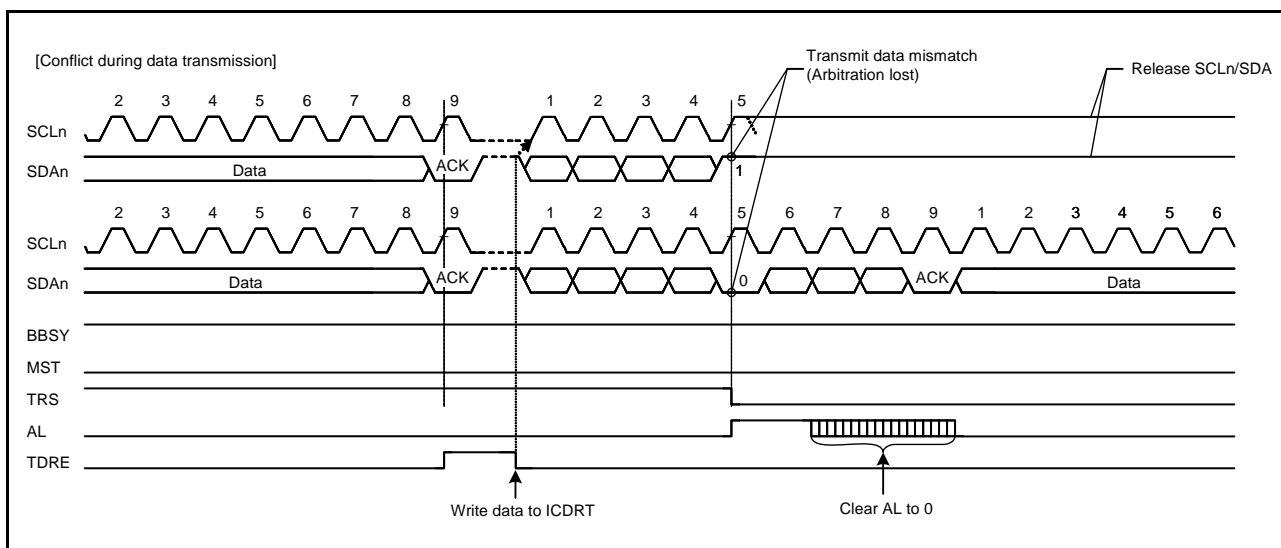 [Conflict during data transmission]
Transmit data mismatch
(Arbitration lost)
Release SCLn/SDA
2 3 4 5 6 7 8 9 1 2 3 4 5
SCLn
SDAn Data ACK 1
2 3 4 5 6 7 8 9 1 2 3 4 5 6 7 8 9 1 2 3 4 5 6
SCLn
SDAn Data ACK 0 ACK Data
BBSY
MST
TRS
AL
TDRE
Write data to ICDRT
Clear AL to 0